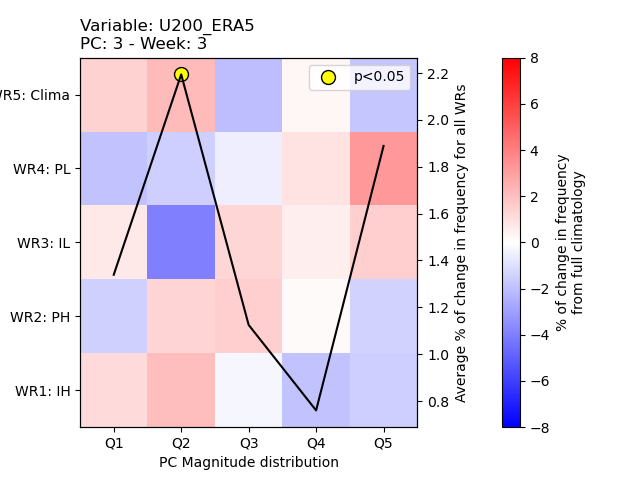 Variable: U200_ERA5
PC: 3 - Week: 3
WR5: Clima
WR4: PL
WR3: IL
WR2: PH
WR1: IH
Q1 Q2 Q3 Q4 Q5
PC Magnitude distribution
p<0.05
2.2
2.0
1.8
1.6
1.4
1.2
1.0
0.8
Average % of change in frequency for all WRs
8
6
4
2
0
−2
−4
−6
−8
% of change in frequency
from full climatology